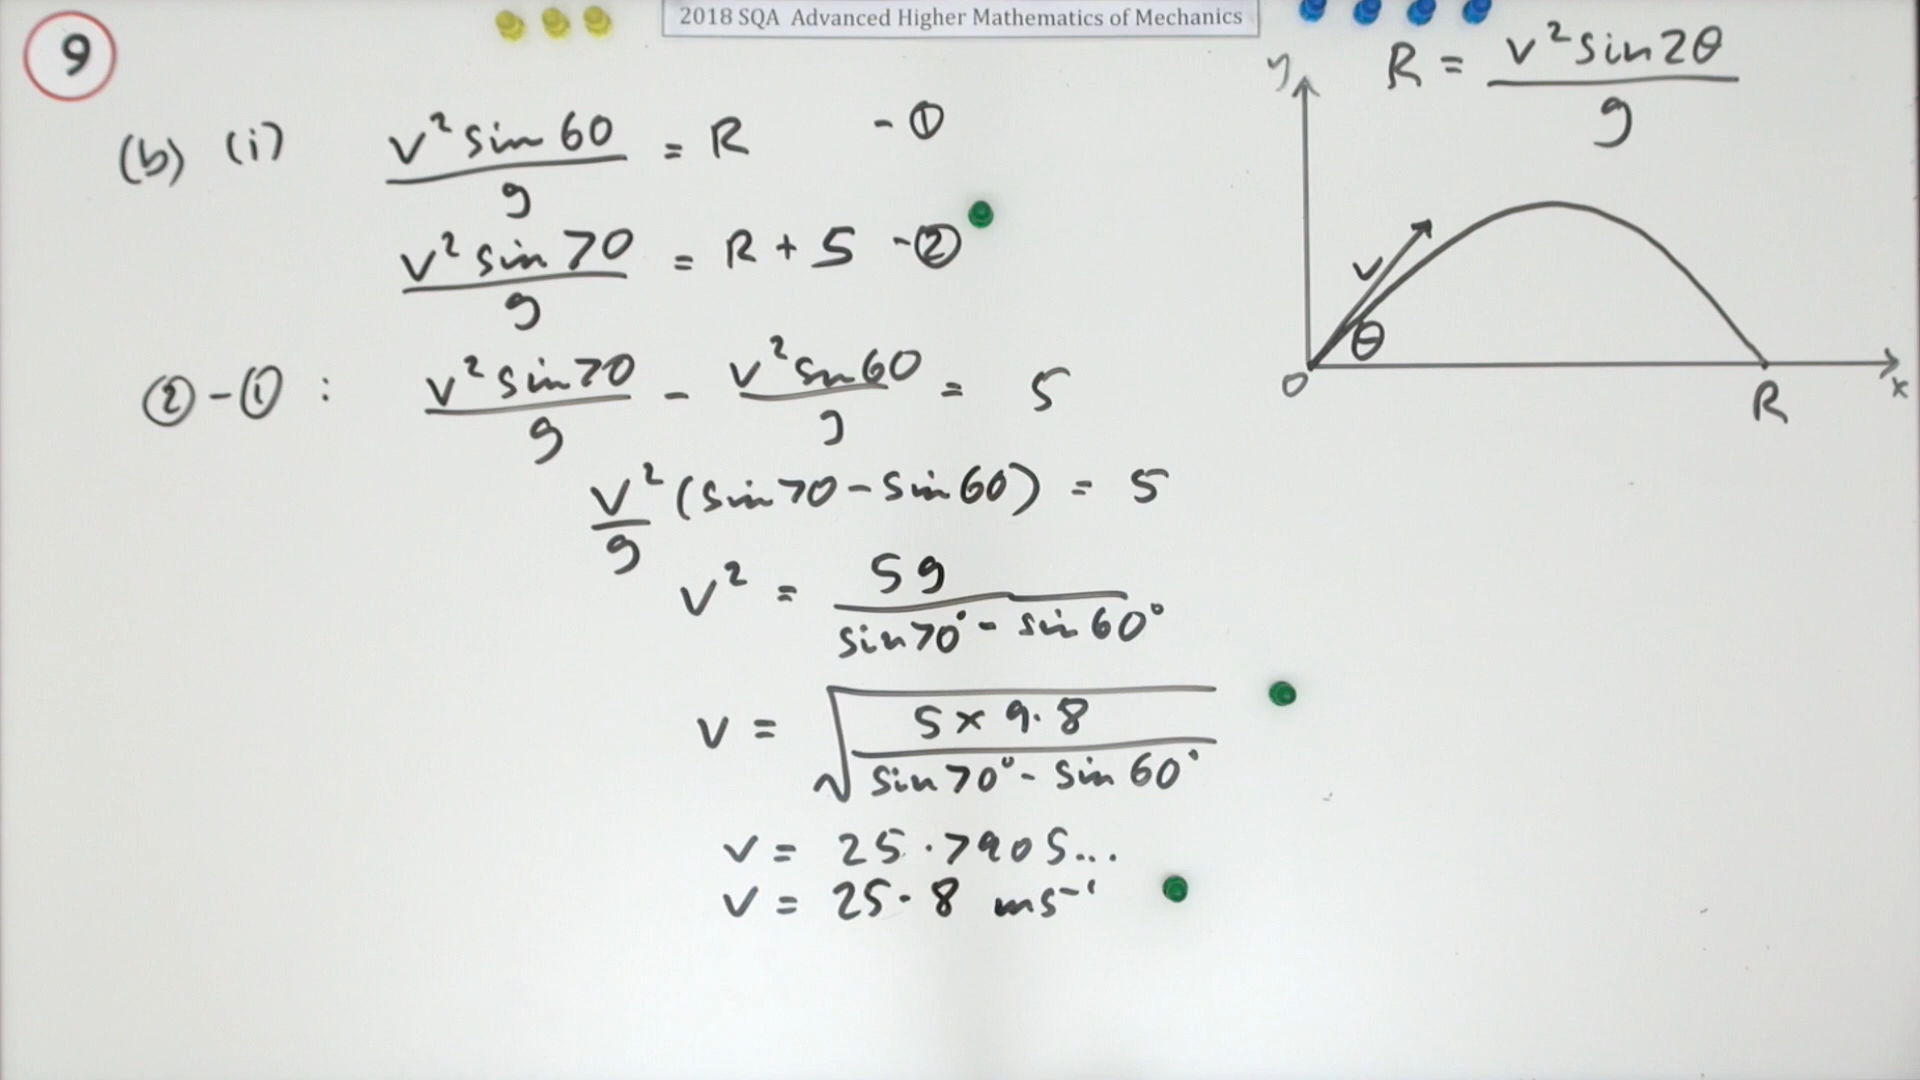 2018 SQA Advanced Higher Mathematics of Mechanics
9
R = v² sin 2θ / g
y
v
θ
O
R
x
(b) (i) v² sin 60 / g = R - ①
v² sin 70 / g = R + 5 - ②
② - ① : v² sin 70 / g - v² sin 60 / g = 5
v² / g (sin 70 - sin 60) = 5
v² = 5g / sin 70° - sin 60°
v = √ 5 × 9.8 / sin 70° - sin 60°
v = 25.7905...
v = 25.8 ms⁻¹